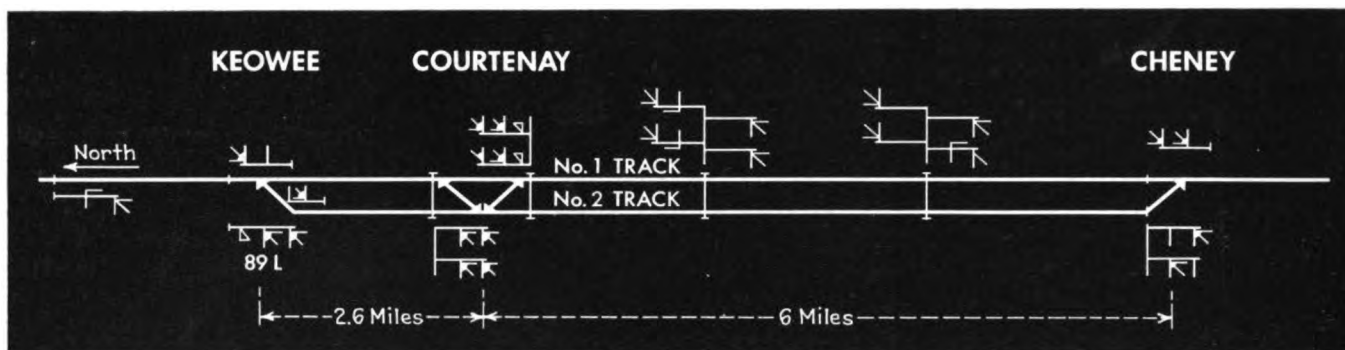 KEOWEE COURTENAY CHENEY
North
No. 1 TRACK
No. 2 TRACK
89 L
2.6 Miles 6 Miles